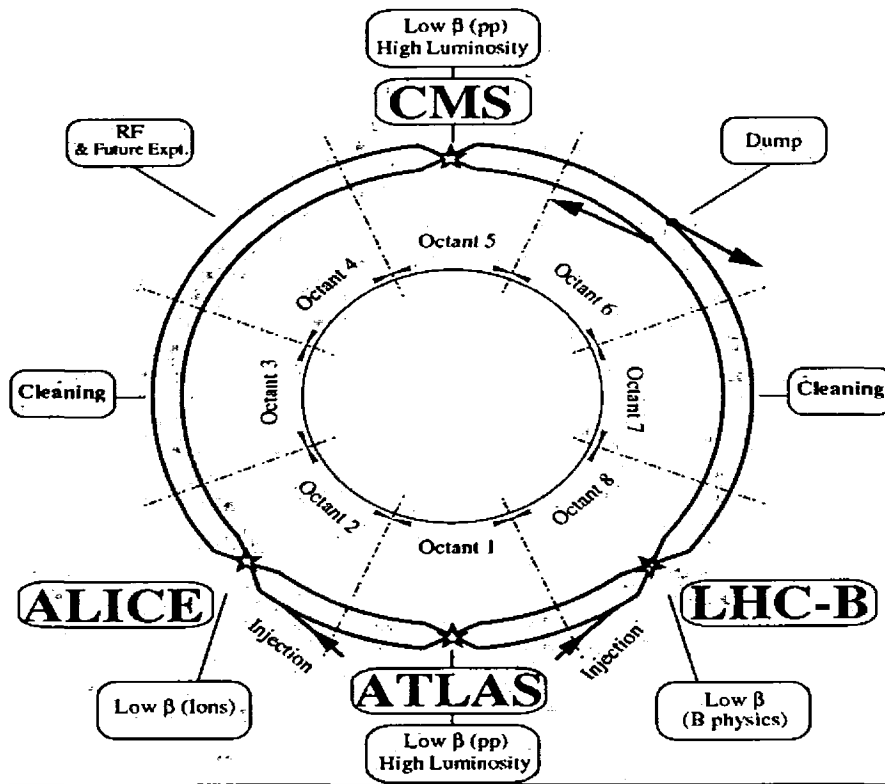 Low β (pp)
High Luminosity
CMS
RF
& Future Expt.
Dump
Octant 5
Octant 4
Octant 6
Octant 3
Octant 7
Cleaning
Cleaning
Octant 2
Octant 8
Octant 1
ALICE
LHC-B
Injection
Injection
ATLAS
Low β (Ions)
Low β
(B physics)
Low β (pp)
High Luminosity